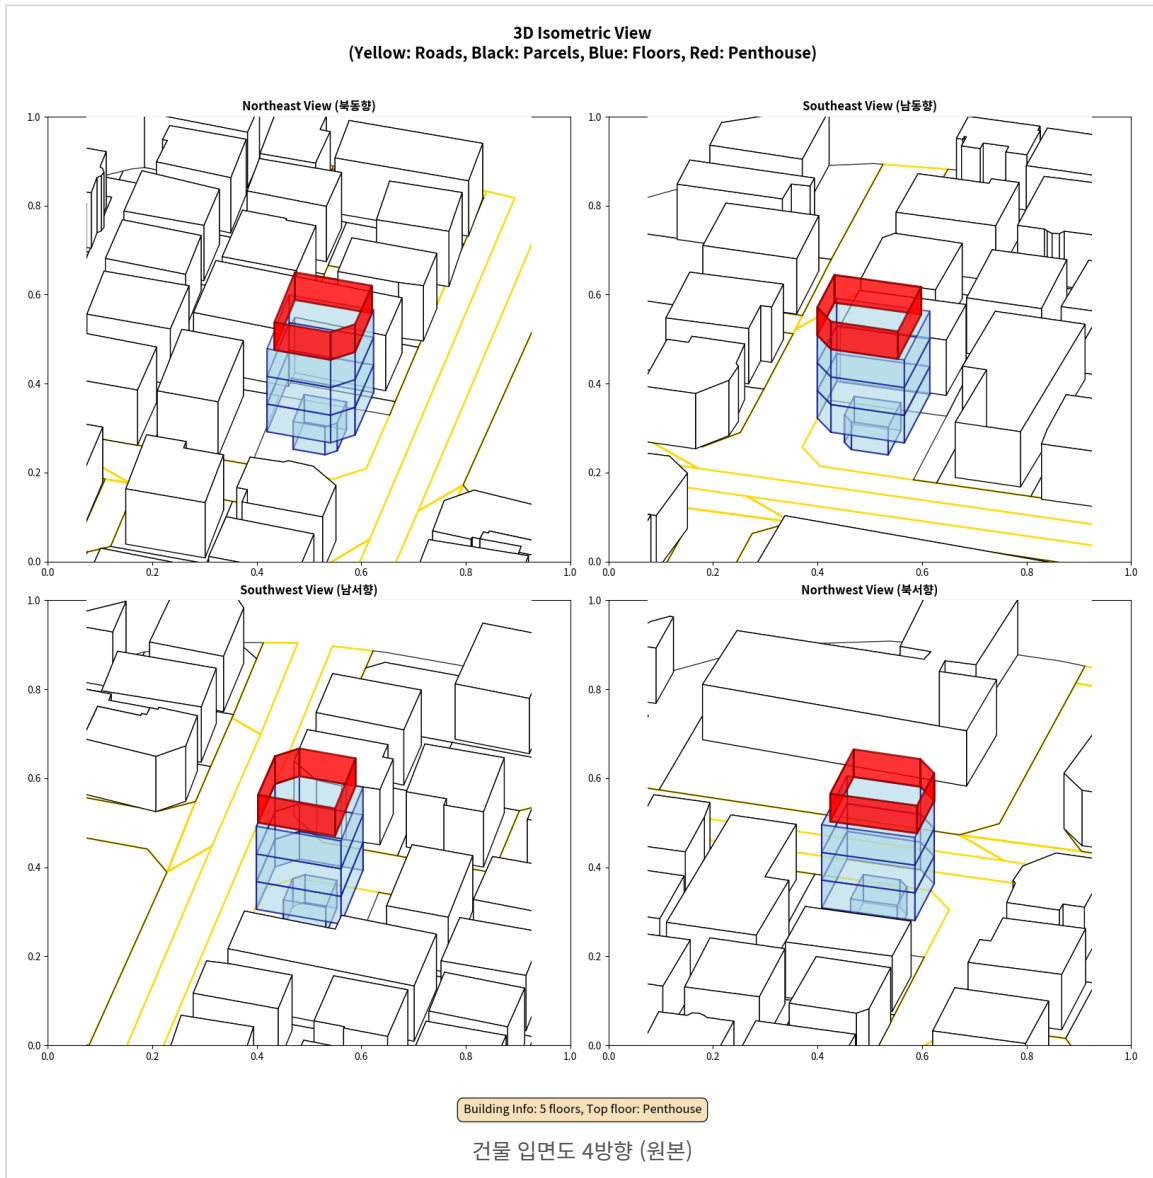 3D Isometric View
(Yellow: Roads, Black: Parcels, Blue: Floors, Red: Penthouse)
Northeast View (북동향)
1.0
0.8
0.6
0.4
0.2
0.0
0.0 0.2 0.4 0.6 0.8 1.0
Southeast View (남동향)
1.0
0.8
0.6
0.4
0.2
0.0
0.0 0.2 0.4 0.6 0.8 1.0
Southwest View (남서향)
1.0
0.8
0.6
0.4
0.2
0.0
0.0 0.2 0.4 0.6 0.8 1.0
Northwest View (북서향)
1.0
0.8
0.6
0.4
0.2
0.0
0.0 0.2 0.4 0.6 0.8 1.0
Building Info: 5 floors, Top floor: Penthouse
건물 입면도 4방향 (원본)